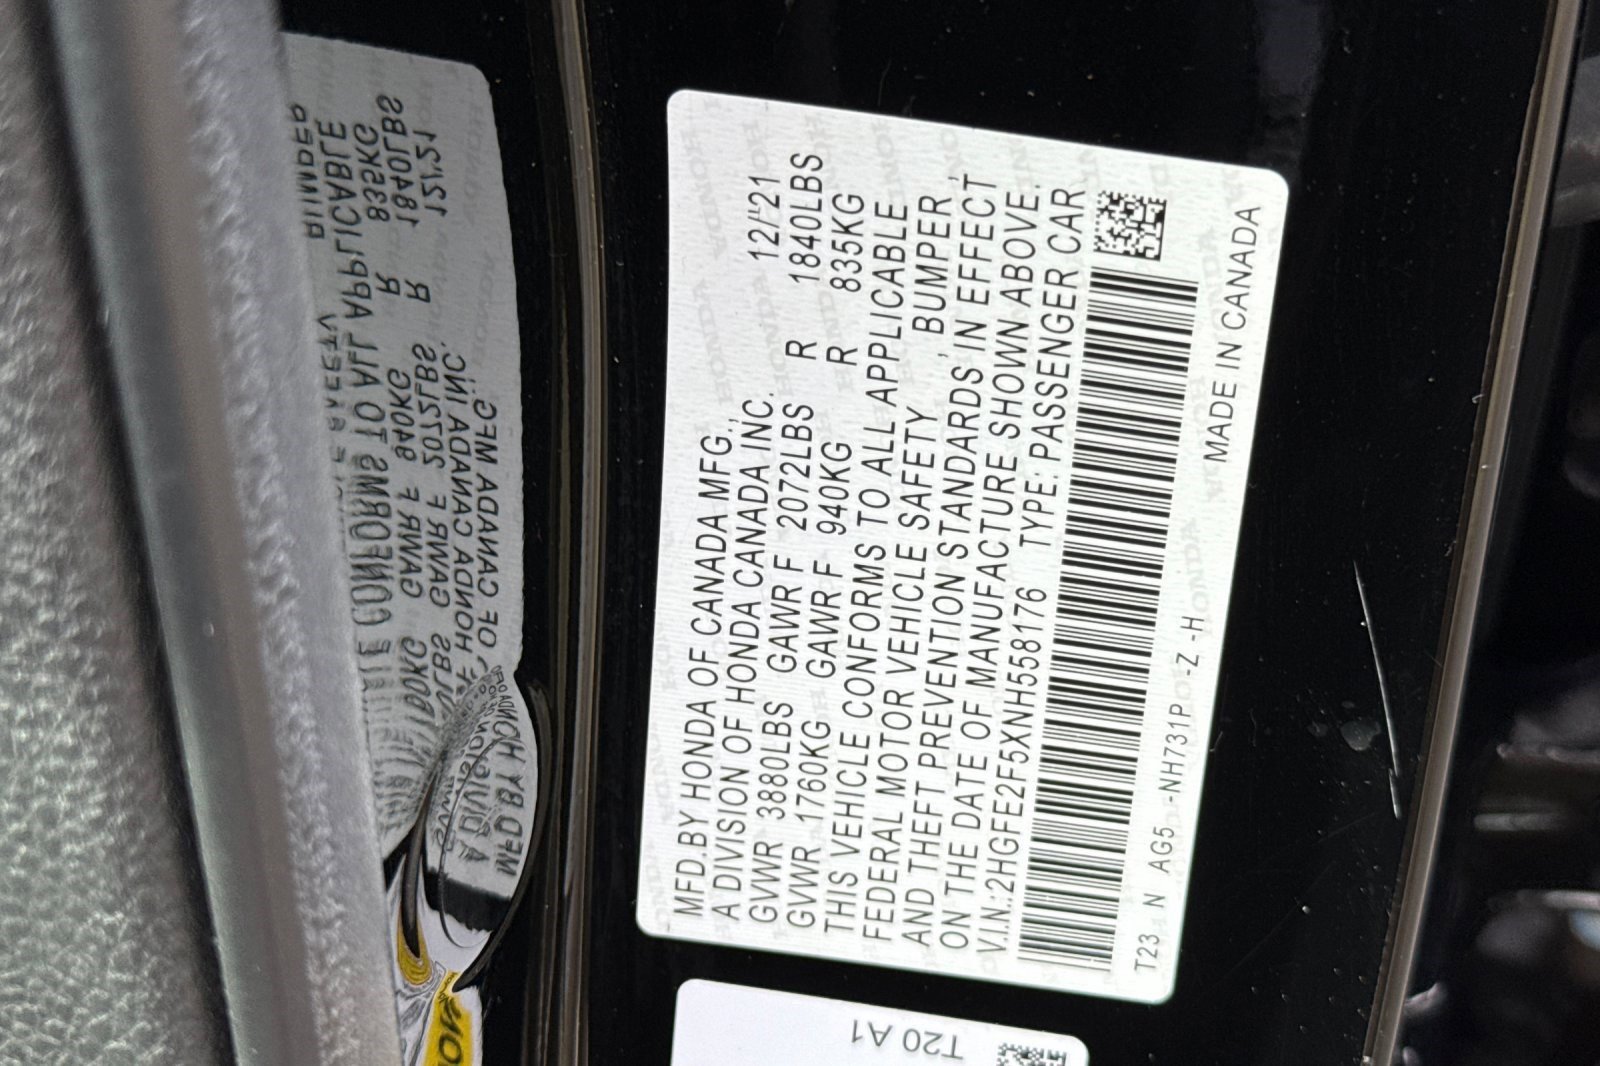 MFD.BY HONDA OF CANADA MFG.,
A DIVISION OF HONDA CANADA INC. 12/'21
GVWR 3880LBS GAWR F 2072LBS R 1840LBS
GVWR 1760KG GAWR F 940KG R 835KG
THIS VEHICLE CONFORMS TO ALL APPLICABLE
FEDERAL MOTOR VEHICLE SAFETY, BUMPER,
AND THEFT PREVENTION STANDARDS IN EFFECT
ON THE DATE OF MANUFACTURE SHOWN ABOVE.
V.I.N.:2HGFE2F5XNH558176 TYPE: PASSENGER CAR
T23 N AG5 -NH731P -Z -H MADE IN CANADA
T20 A1